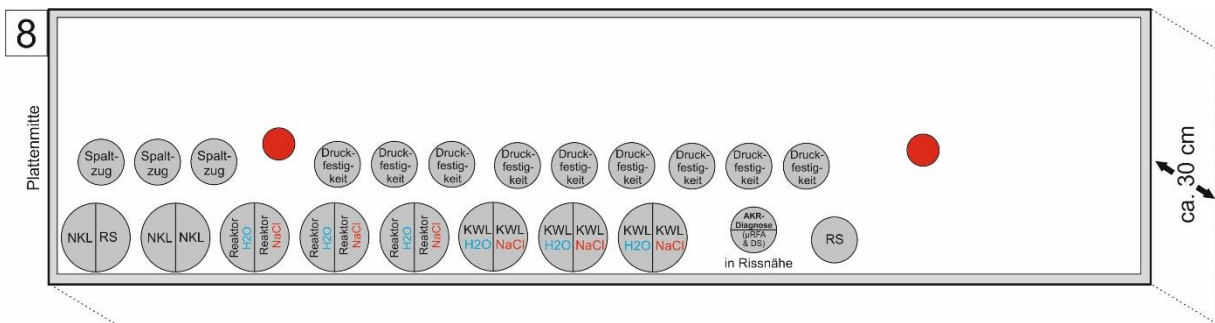 8
Plattenmitte
Spalt-
zug
Spalt-
zug
Spalt-
zug
Druck-
festig-
keit
Druck-
festig-
keit
Druck-
festig-
keit
Druck-
festig-
keit
Druck-
festig-
keit
Druck-
festig-
keit
Druck-
festig-
keit
Druck-
festig-
keit
Druck-
festig-
keit
ca. 30 cm
NKL RS
NKL NKL
Reaktor
H2O
Reaktor
NaCl
Reaktor
H2O
Reaktor
NaCl
Reaktor
H2O
Reaktor
NaCl
KWL KWL
H2O NaCl
KWL KWL
H2O NaCl
KWL KWL
H2O NaCl
AKR-
Diagnose
(µRFA
& DS)
in Rissnähe
RS